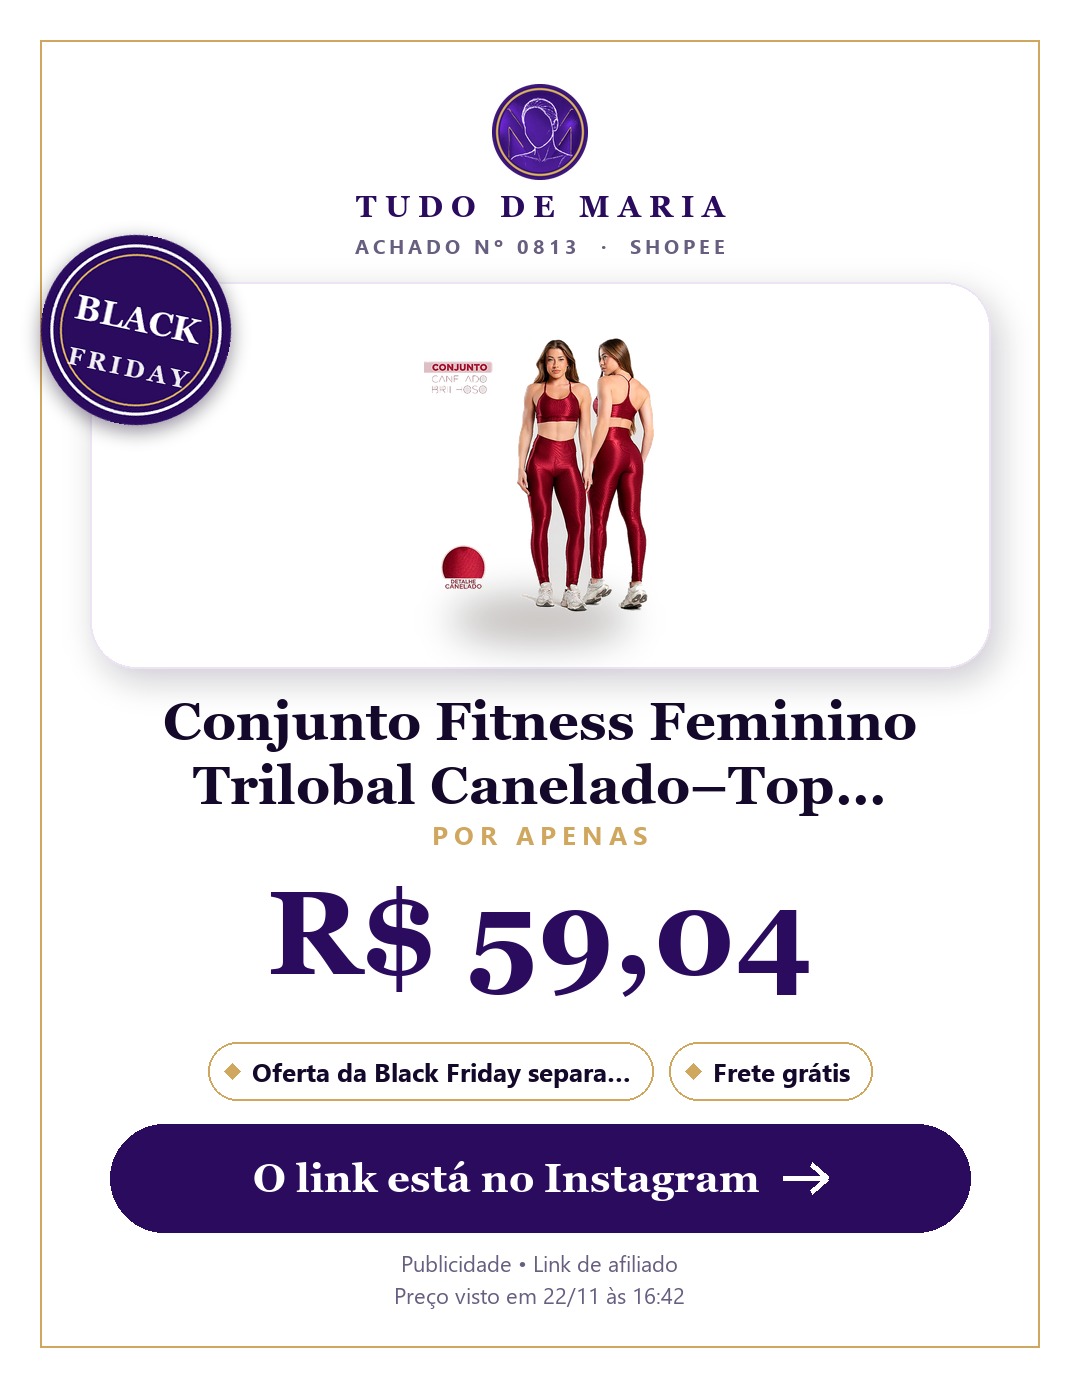 TUDO DE MARIA
ACHADO Nº 0813 · SHOPEE
BLACK
FRIDAY
CONJUNTO
CANELADO
BRILHOSO
DETALHE
CANELADO
Conjunto Fitness Feminino
Trilobal Canelado–Top...
POR APENAS
R$ 59,04
Oferta da Black Friday separa...
Frete grátis
O link está no Instagram →
Publicidade • Link de afiliado
Preço visto em 22/11 às 16:42